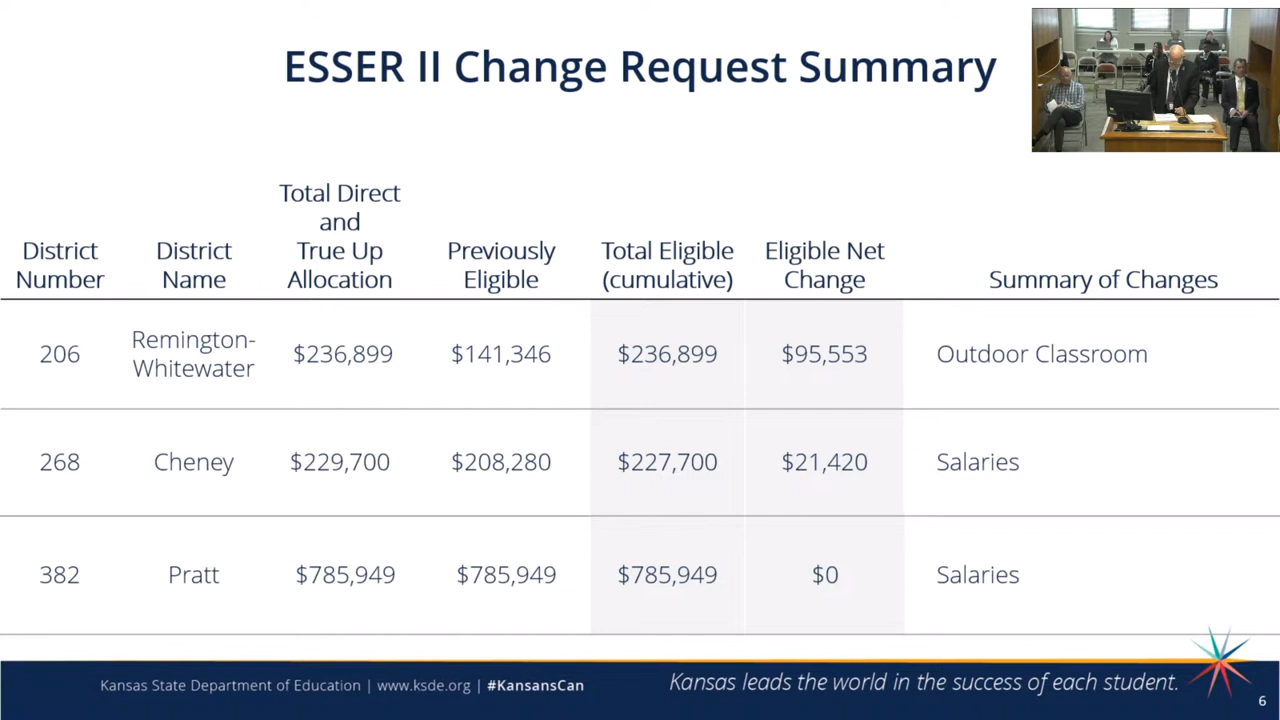 ESSER II Change Request Summary
District Number
District Name
Total Direct and True Up Allocation
Previously Eligible
Total Eligible (cumulative)
Eligible Net Change
Summary of Changes
206 Remington-Whitewater $236,899 $141,346 $236,899 $95,553 Outdoor Classroom
268 Cheney $229,700 $208,280 $227,700 $21,420 Salaries
382 Pratt $785,949 $785,949 $785,949 $0 Salaries
Kansas State Department of Education | www.ksde.org | #KansansCan
Kansas leads the world in the success of each student.
6